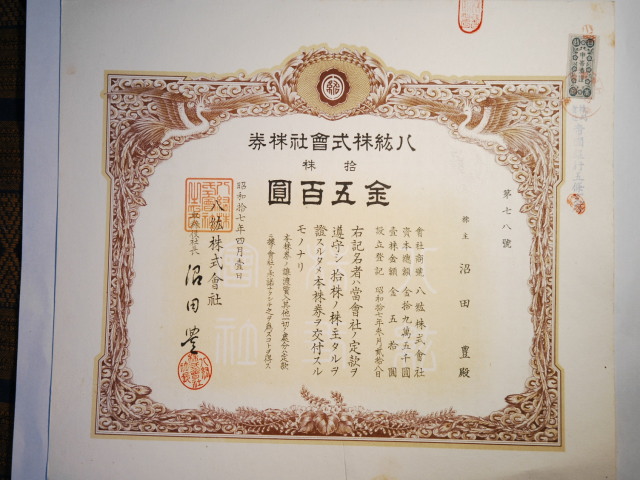 八紘株式會社株券
拾株
金五百圓
第七八號
株主 沼田豊殿
會社商號 八紘株式會社
資本總額 金拾九萬五千圓
壹株金額 金五拾圓
設立登記 昭和
右記名者ハ當會社ノ定款ヲ
遵守シ拾株ノ株主タルヲ
證スルタメ本株券ヲ交付スル
モノナリ
昭和拾七年四月壹日
八紘株式會社
沼田豊